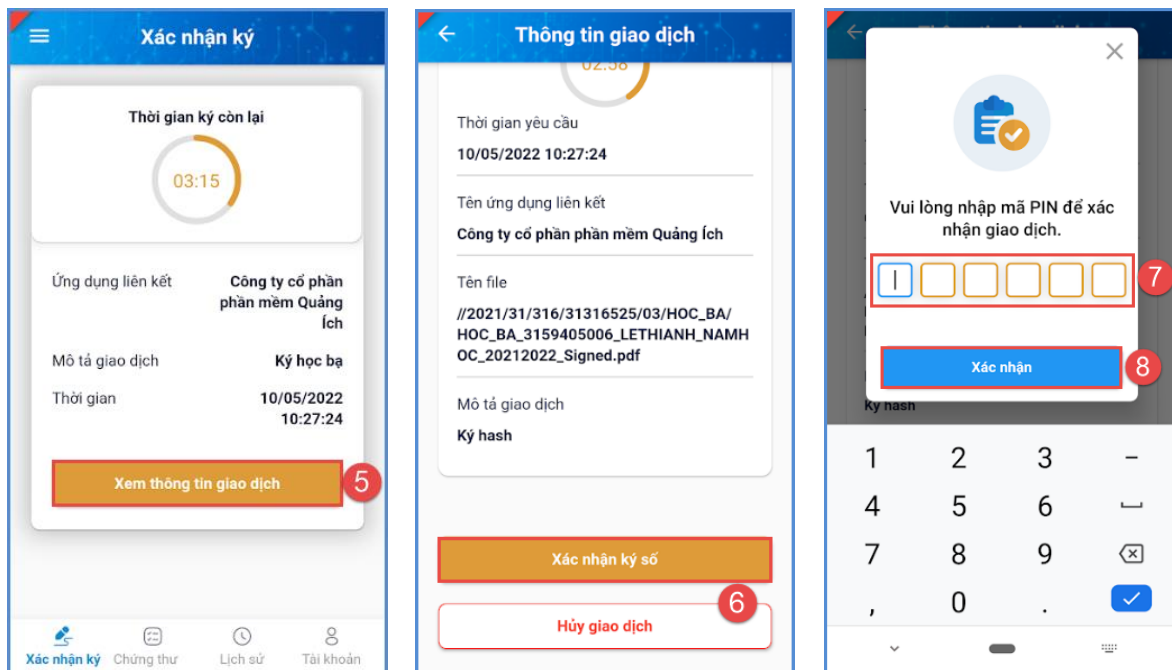 Xác nhận ký
Thời gian ký còn lại
03:15
Ứng dụng liên kết
Công ty cổ phần
phần mềm Quảng
Ích
Mô tả giao dịch
Ký học bạ
Thời gian
10/05/2022
10:27:24
Xem thông tin giao dịch
5
Xác nhận ký
Chứng thư
Lịch sử
Tài khoản
Thông tin giao dịch
02:58
Thời gian yêu cầu
10/05/2022 10:27:24
Tên ứng dụng liên kết
Công ty cổ phần phần mềm Quảng Ích
Tên file
//2021/31/316/31316525/03/HOC_BA/
HOC_BA_3159405006_LETHIANH_NAMH
OC_20212022_Signed.pdf
Mô tả giao dịch
Ký hash
Xác nhận ký số
6
Hủy giao dịch
Vui lòng nhập mã PIN để xác
nhận giao dịch.
7
Xác nhận
8
Ký hash
1 2 3 –
4 5 6
7 8 9
, 0 .